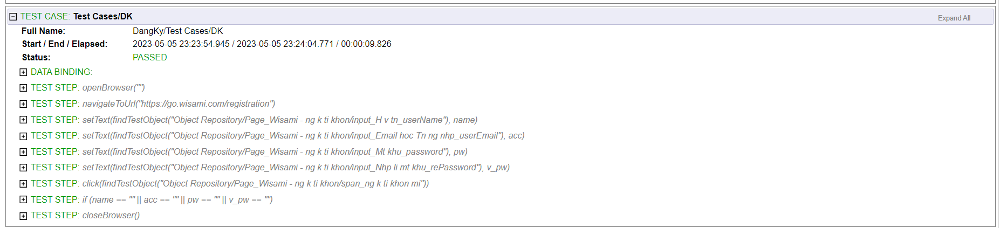 TEST CASE: Test Cases/DK
Expand All
Full Name: DangKy/Test Cases/DK
Start / End / Elapsed: 2023-05-05 23:23:54.945 / 2023-05-05 23:24:04.771 / 00:00:09.826
Status: PASSED
DATA BINDING:
TEST STEP: openBrowser("")
TEST STEP: navigateToUrl("https://go.wisami.com/registration")
TEST STEP: setText(findTestObject("Object Repository/Page_Wisami - ng k ti khon/input_H v tn_userName"), name)
TEST STEP: setText(findTestObject("Object Repository/Page_Wisami - ng k ti khon/input_Email hoc Tn ng nhp_userEmail"), acc)
TEST STEP: setText(findTestObject("Object Repository/Page_Wisami - ng k ti khon/input_Mt khu_password"), pw)
TEST STEP: setText(findTestObject("Object Repository/Page_Wisami - ng k ti khon/input_Nhp li mt khu_rePassword"), v_pw)
TEST STEP: click(findTestObject("Object Repository/Page_Wisami - ng k ti khon/span_ng k ti khon mi"))
TEST STEP: if (name == "" || acc == "" || pw == "" || v_pw == "")
TEST STEP: closeBrowser()